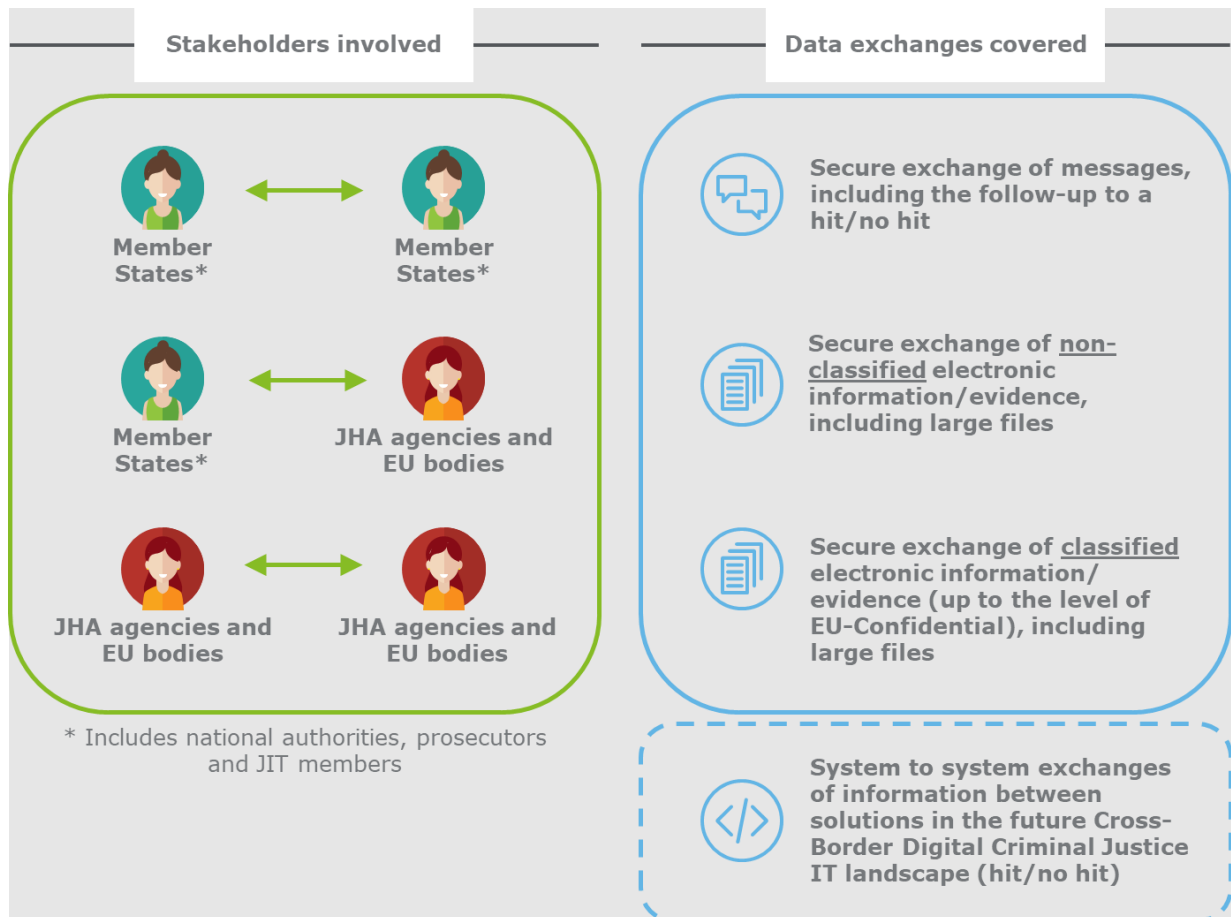 Stakeholders involved
Member
States*
Member
States*
Member
States*
JHA agencies and
EU bodies
JHA agencies and
EU bodies
JHA agencies and
EU bodies
* Includes national authorities, prosecutors
and JIT members
Data exchanges covered
Secure exchange of messages,
including the follow-up to a
hit/no hit
Secure exchange of non-
classified electronic
information/evidence,
including large files
Secure exchange of classified
electronic information/
evidence (up to the level of
EU-Confidential), including
large files
System to system exchanges
of information between
solutions in the future Cross-
Border Digital Criminal Justice
IT landscape (hit/no hit)